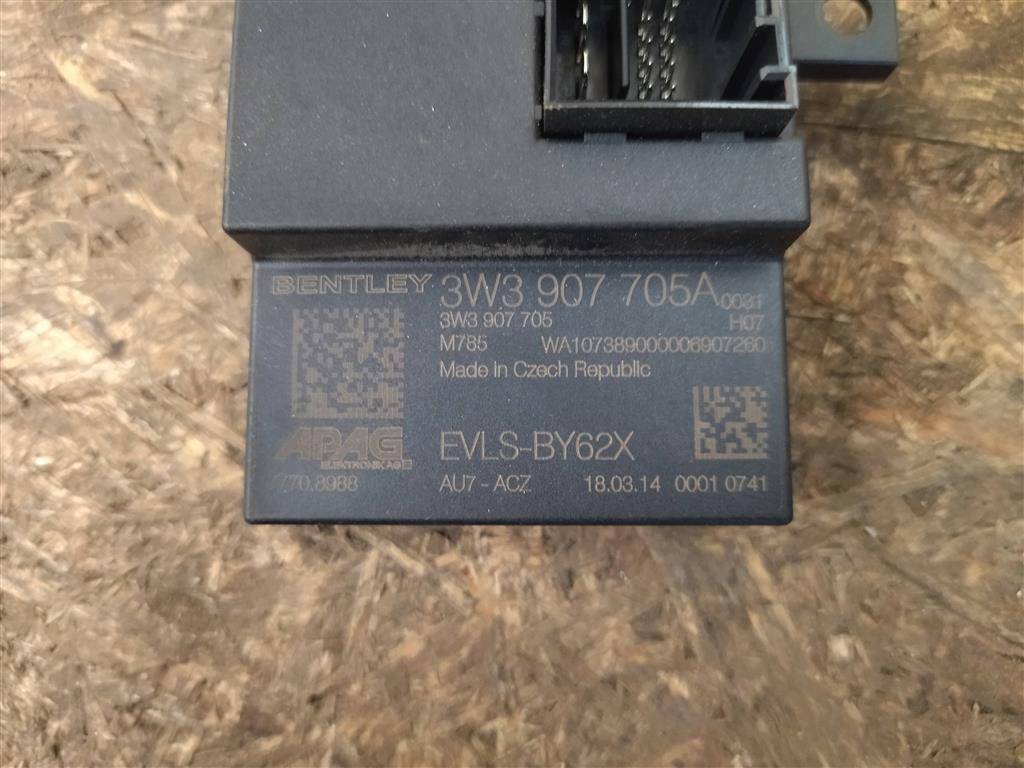 BENTLEY 3W3 907 705A 0031
3W3 907 705 H07
M785 WA107389000006907260
Made in Czech Republic
APAG
ELEKTRONIK AG
EVLS-BY62X
770.8988 AU7-ACZ 18.03.14 0001 0741